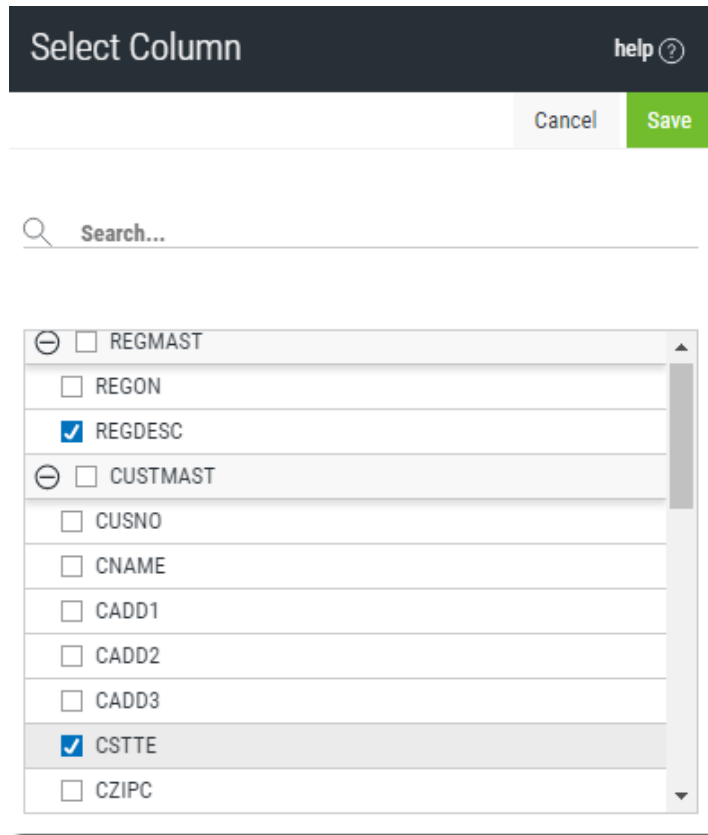 Select Column help ?
Cancel Save
Search...
REGMAST
REGON
REGDESC
CUSTMAST
CUSNO
CNAME
CADD1
CADD2
CADD3
CSTTE
CZIPC